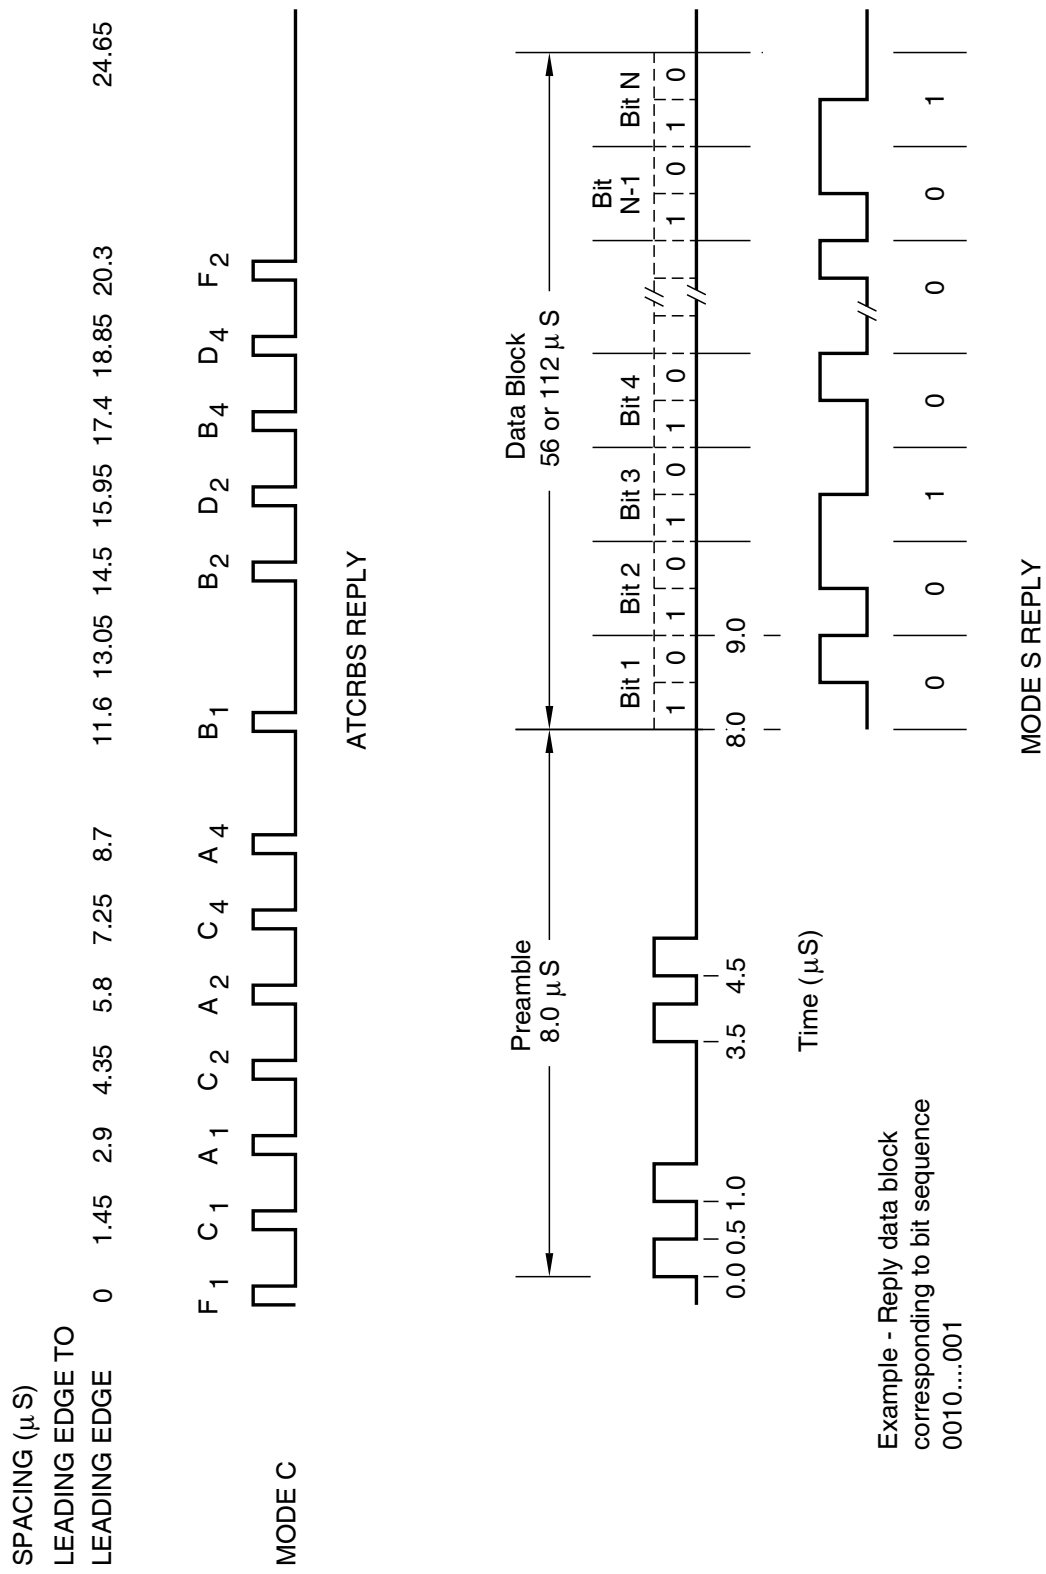 SPACING (μ S)
LEADING EDGE TO
LEADING EDGE 0 1.45 2.9 4.35 5.8 7.25 8.7 11.6 13.05 14.5 15.95 17.4 18.85 20.3 24.65
F1 C1 A1 C2 A2 C4 A4 B1 B2 D2 B4 D4 F2
MODE C
ATCRBS REPLY
Preamble
8.0 μ S
Data Block
56 or 112 μ S
Bit 1 Bit 2 Bit 3 Bit 4 Bit
N-1 Bit N
1 0 1 0 1 0 1 0 1 0 1 0
0.0 0.5 1.0 3.5 4.5 8.0 9.0
Time (μS)
Example - Reply data block
corresponding to bit sequence
0010....001
0 0 1 0 0 0 1
MODE S REPLY